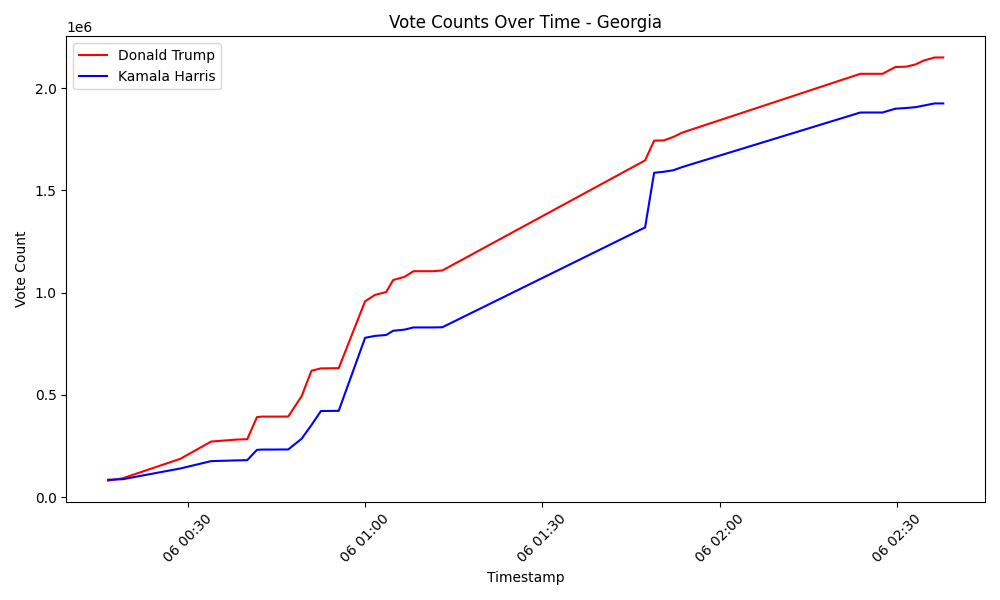 Vote Counts Over Time - Georgia
1e6
Donald Trump
Kamala Harris
2.0
1.5
1.0
0.5
0.0
Vote Count
06 00:30
06 01:00
06 01:30
06 02:00
06 02:30
Timestamp